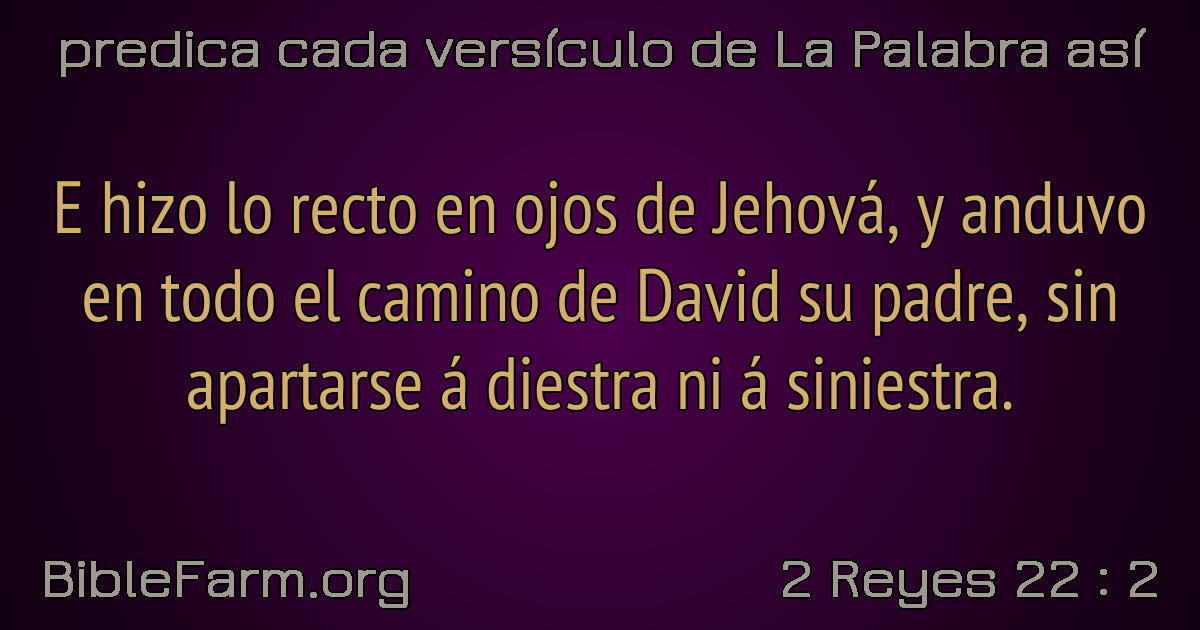 predica cada versículo de La Palabra así
E hizo lo recto en ojos de Jehová, y anduvo
en todo el camino de David su padre, sin
apartarse á diestra ni á siniestra.
BibleFarm.org
2 Reyes 22 : 2